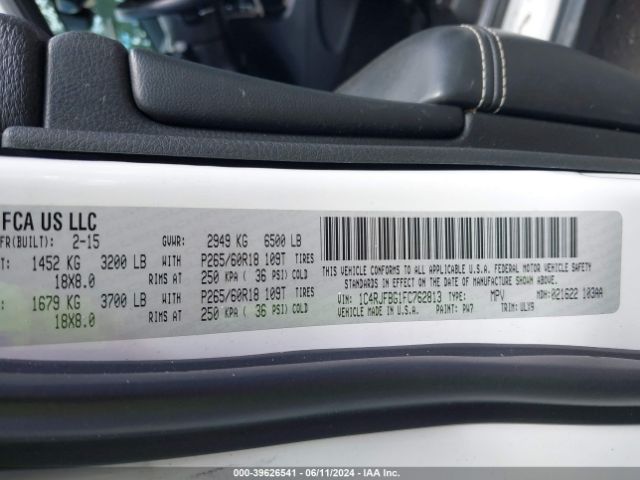 FCA US LLC
FR(BUILT): 2-15 GVWR: 2949 KG 6500 LB
T: 1452 KG 3200 LB WITH P265/60R18 109T TIRES
18X8.0 RIMS AT 250 KPA ( 36 PSI) COLD
: 1679 KG 3700 LB WITH P265/60R18 109T TIRES
18X8.0 RIMS AT 250 KPA ( 36 PSI) COLD
THIS VEHICLE CONFORMS TO ALL APPLICABLE U.S.A. FEDERAL MOTOR VEHICLE SAFETY
STANDARDS IN EFFECT ON THE DATE OF MANUFACTURE SHOWN ABOVE.
VIN: 1C4RJFBG1FC762813 TYPE: MPV MDH: 021622 103AA
VEHICLE MADE IN U.S.A. PAINT: PW7 TRIM: ULX9
000-39626541 - 06/11/2024 - IAA Inc.